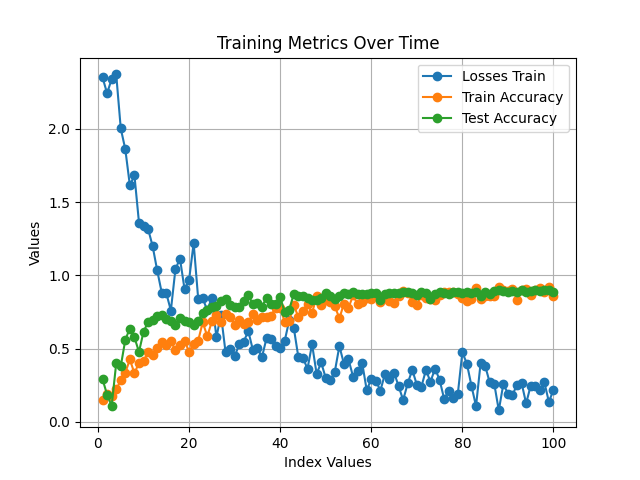 Training Metrics Over Time
Losses Train
Train Accuracy
Test Accuracy
Values
2.0
1.5
1.0
0.5
0.0
0 20 40 60 80 100
Index Values